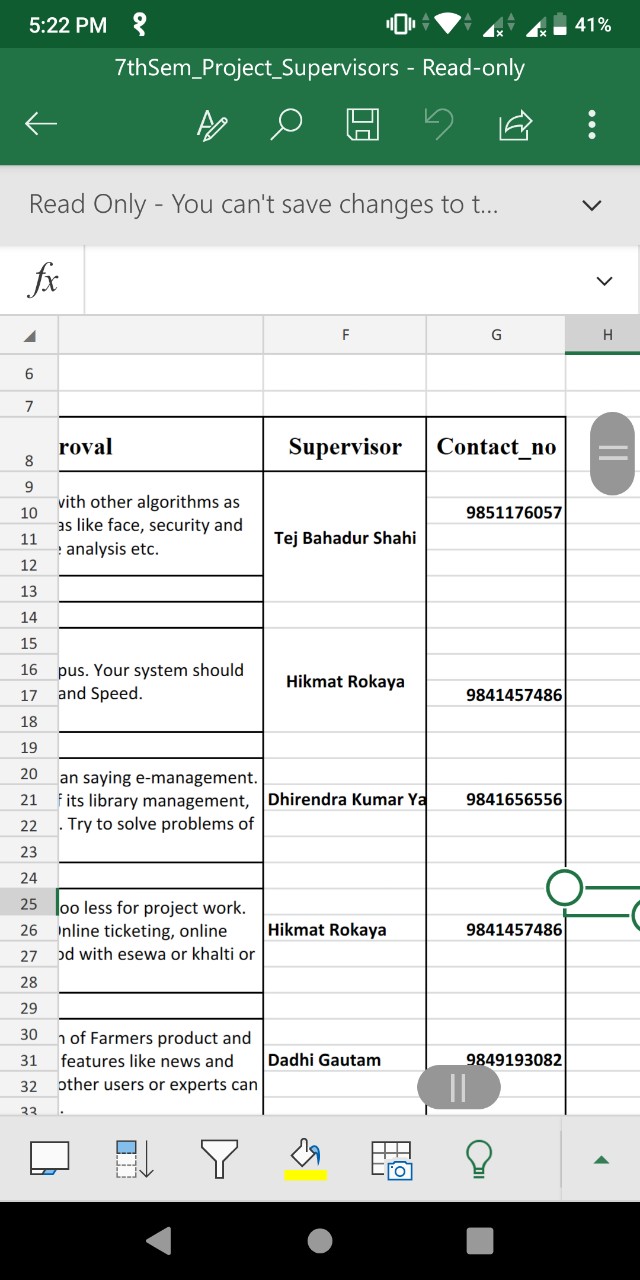 5:22 PM
41%
7thSem_Project_Supervisors - Read-only
Read Only - You can't save changes to t...
fx
F G H
6
7
8 roval Supervisor Contact_no
9
with other algorithms as
10 9851176057
as like face, security and
11 Tej Bahadur Shahi
analysis etc.
12
13
14
15
16 pus. Your system should
Hikmat Rokaya
17 and Speed. 9841457486
18
19
20 an saying e-management.
21 f its library management, Dhirendra Kumar Ya 9841656556
22 . Try to solve problems of
23
24
25 oo less for project work.
26 Online ticketing, online Hikmat Rokaya 9841457486
27 od with esewa or khalti or
28
29
30 n of Farmers product and
31 features like news and Dadhi Gautam 9849193082
32 other users or experts can
33 .